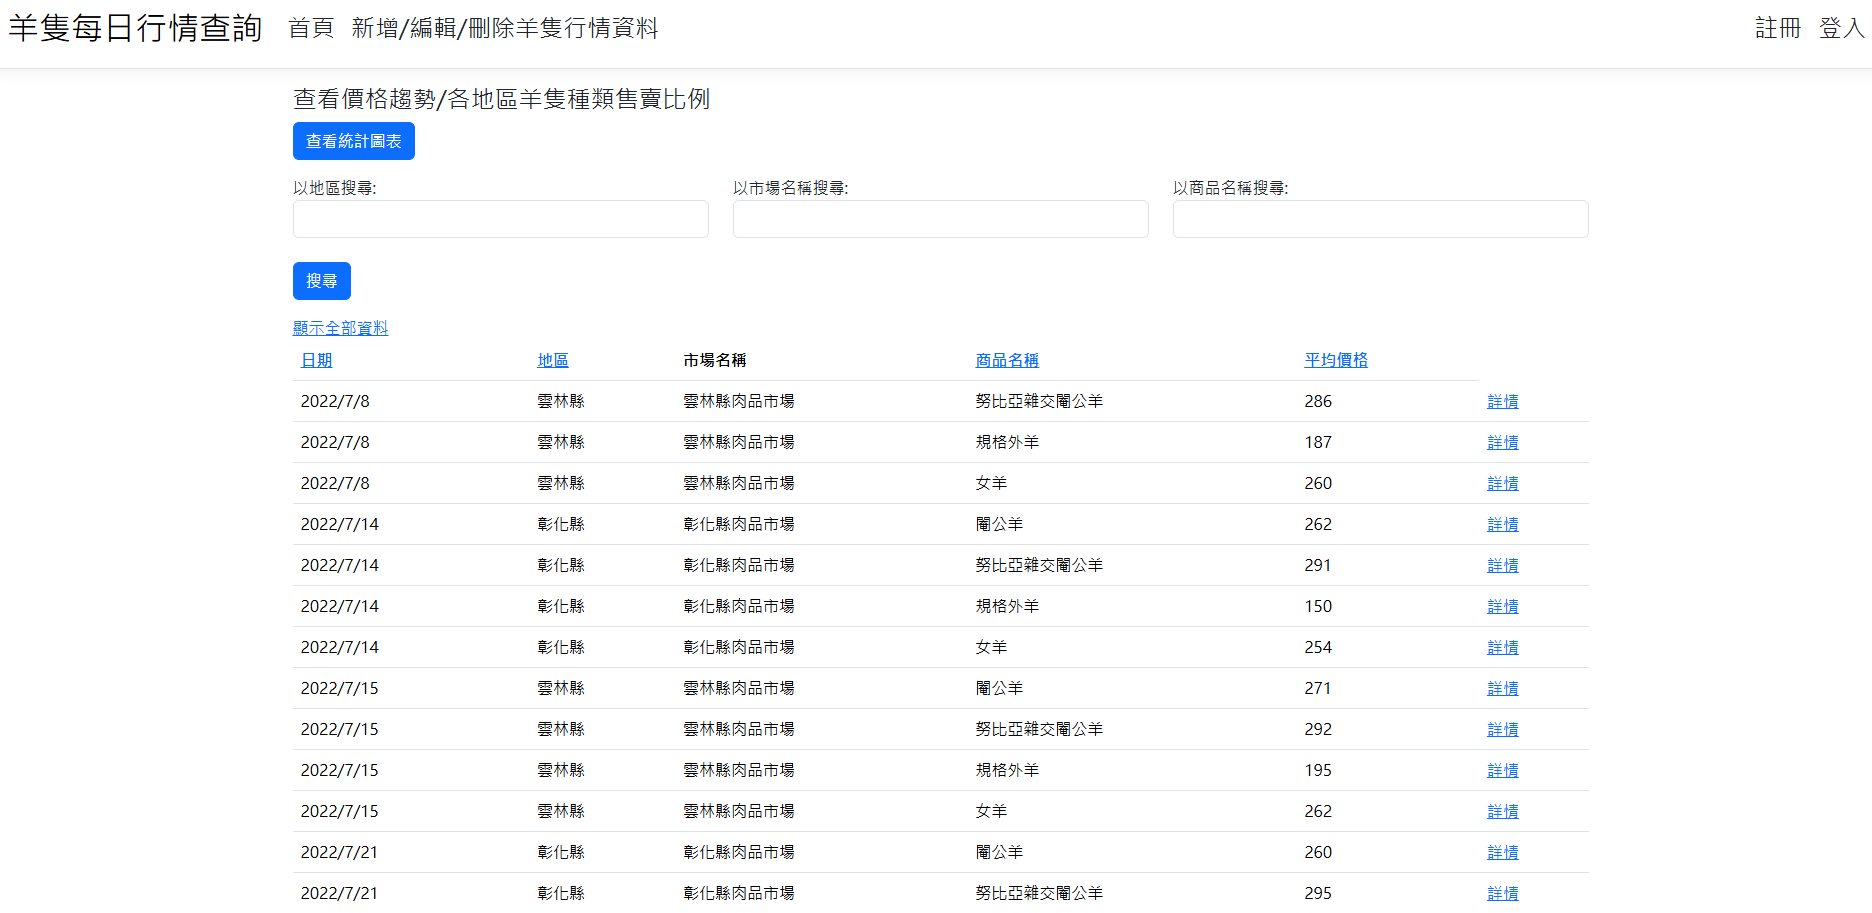 羊隻每日行情查詢 首頁 新增/編輯/刪除羊隻行情資料 註冊 登入
查看價格趨勢/各地區羊隻種類售賣比例
查看統計圖表
以地區搜尋: 以市場名稱搜尋: 以商品名稱搜尋:
搜尋
顯示全部資料
日期 地區 市場名稱 商品名稱 平均價格
2022/7/8 雲林縣 雲林縣肉品市場 努比亞雜交閹公羊 286 詳情
2022/7/8 雲林縣 雲林縣肉品市場 規格外羊 187 詳情
2022/7/8 雲林縣 雲林縣肉品市場 女羊 260 詳情
2022/7/14 彰化縣 彰化縣肉品市場 閹公羊 262 詳情
2022/7/14 彰化縣 彰化縣肉品市場 努比亞雜交閹公羊 291 詳情
2022/7/14 彰化縣 彰化縣肉品市場 規格外羊 150 詳情
2022/7/14 彰化縣 彰化縣肉品市場 女羊 254 詳情
2022/7/15 雲林縣 雲林縣肉品市場 閹公羊 271 詳情
2022/7/15 雲林縣 雲林縣肉品市場 努比亞雜交閹公羊 292 詳情
2022/7/15 雲林縣 雲林縣肉品市場 規格外羊 195 詳情
2022/7/15 雲林縣 雲林縣肉品市場 女羊 262 詳情
2022/7/21 彰化縣 彰化縣肉品市場 閹公羊 260 詳情
2022/7/21 彰化縣 彰化縣肉品市場 努比亞雜交閹公羊 295 詳情